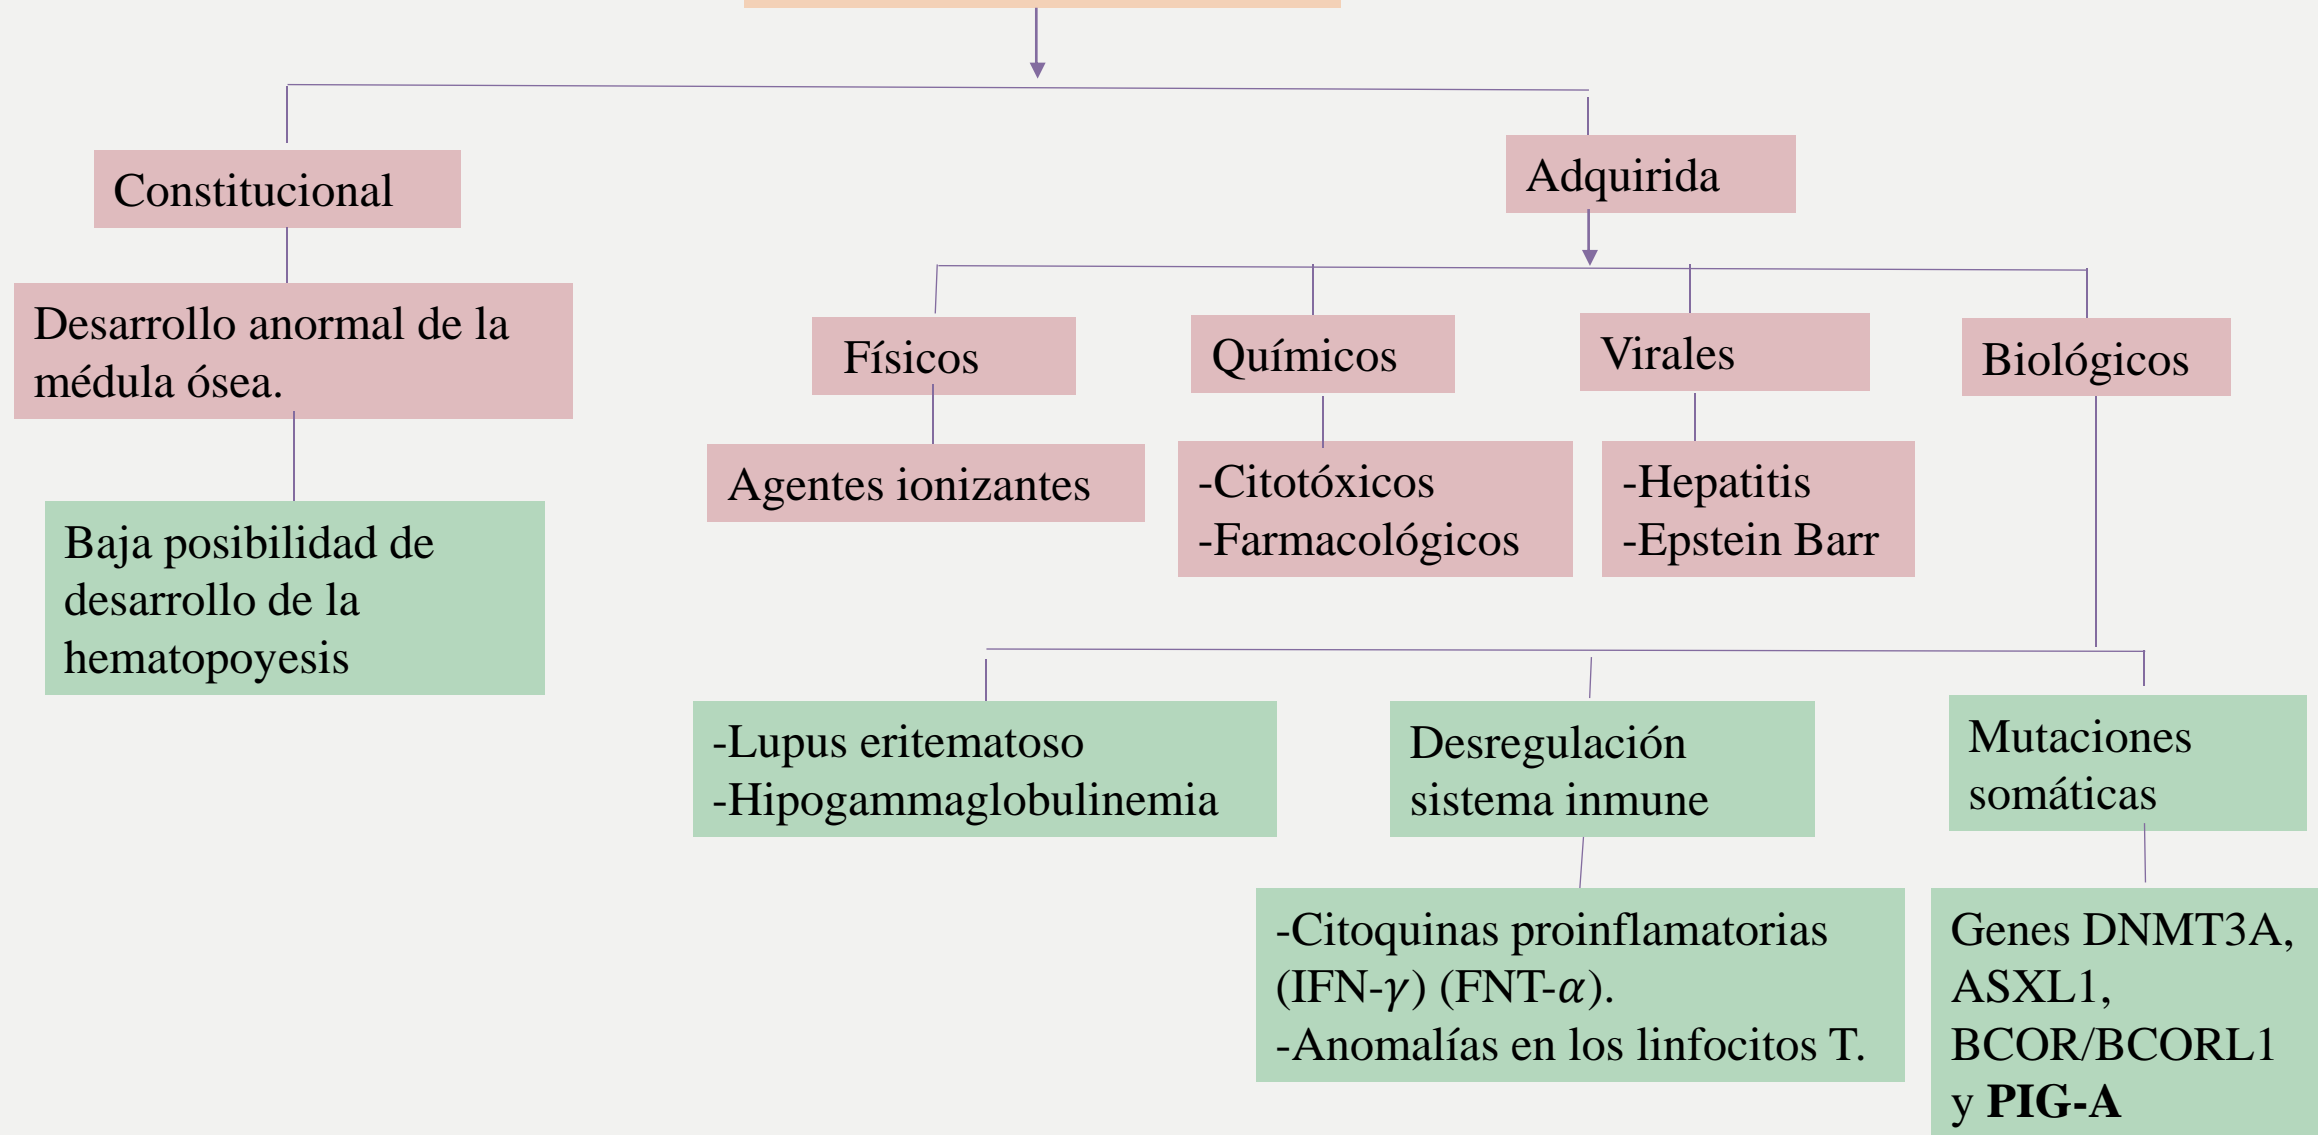 Constitucional
Adquirida
Desarrollo anormal de la
médula ósea.
Físicos
Químicos
Virales
Biológicos
Agentes ionizantes
-Citotóxicos
-Farmacológicos
-Hepatitis
-Epstein Barr
Baja posibilidad de
desarrollo de la
hematopoyesis
-Lupus eritematoso
-Hipogammaglobulinemia
Desregulación
sistema inmune
Mutaciones
somáticas
-Citoquinas proinflamatorias
(IFN-γ) (FNT-α).
-Anomalías en los linfocitos T.
Genes DNMT3A,
ASXL1,
BCOR/BCORL1
y PIG-A